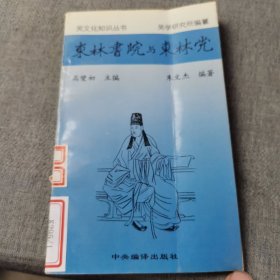 吴文化知识丛书 吴学研究所编纂
东林书院与东林党
高燮初 主编 朱文杰 编著
中央编译出版社